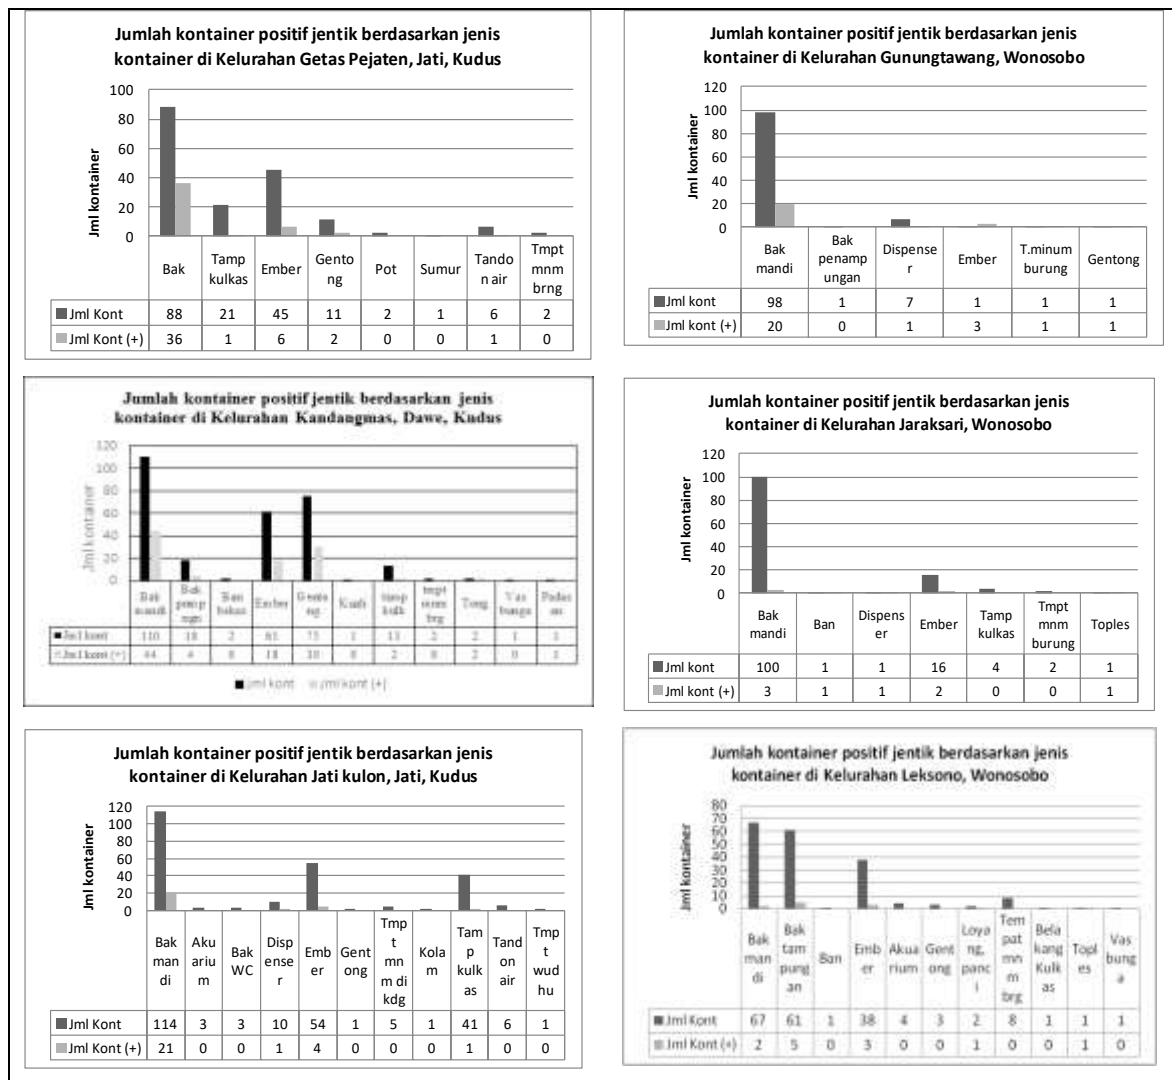 Jumlah kontainer positif jentik berdasarkan jenis
kontainer di Kelurahan Getas Pejaten, Jati, Kudus
Jml kontainer
100
80
60
40
20
0
Bak Tamp kulkas Ember Gento ng Pot Sumur Tando n air Tmpt mnm brng
Jml Kont 88 21 45 11 2 1 6 2
Jml Kont (+) 36 1 6 2 0 0 1 0
Jumlah kontainer positif jentik berdasarkan jenis
kontainer di Kelurahan Gunungtawang, Wonosobo
Jml kontainer
120
100
80
60
40
20
0
Bak mandi Bak penamp ungan Dispense r Ember T.minum burung Gentong
Jml kont 98 1 7 1 1 1
Jml kont (+) 20 0 1 3 1 1
Jumlah kontainer positif jentik berdasarkan jenis
kontainer di Kelurahan Kandangmas, Dawe, Kudus
Jml kontainer
120
100
80
60
40
20
0
Bak mandi Bak Ban bekas Ember Gento ng tamp Tong Vas bunga
Jml kont 110 18 2 61 75 1 13 2 2 1 1
Jml kont (+) 44 4 0 18 30 0 2 0 2 0 1
Jml kont Jml kont (+)
Jumlah kontainer positif jentik berdasarkan jenis
kontainer di Kelurahan Jaraksari, Wonosobo
Jml kontainer
120
100
80
60
40
20
0
Bak mandi Ban Dispens er Ember Tamp kulkas Tmpt mnm burung Toples
Jml kont 100 1 1 16 4 2 1
Jml kont (+) 3 1 1 2 0 0 1
Jumlah kontainer positif jentik berdasarkan jenis
kontainer di Kelurahan Jati kulon, Jati, Kudus
Jml kontainer
120
100
80
60
40
20
0
Bak man di Aku ariu m Bak WC Disp ense r Emb er Gent ong Tmp t mn m di kdg Kola m Tam p kulk as Tand on air Tmp t wud hu
Jml Kont 114 3 3 10 54 1 5 1 41 6 1
Jml Kont (+) 21 0 0 1 4 0 0 0 1 0 0
Jumlah kontainer positif jentik berdasarkan jenis
kontainer di Kelurahan Leksono, Wonosobo
Jml kontainer
80
70
60
50
40
30
20
10
0
Bak man di Bak tam pung an Ban Emb er Akua rium Gent ong Loya ng, panc i Tem pat mn m brg Bela kang Kulk as Topl es Vas bung a
Jml Kont 67 61 1 38 4 3 2 8 1 1 1
Jml Kont (+) 2 5 0 3 0 0 1 0 0 1 0